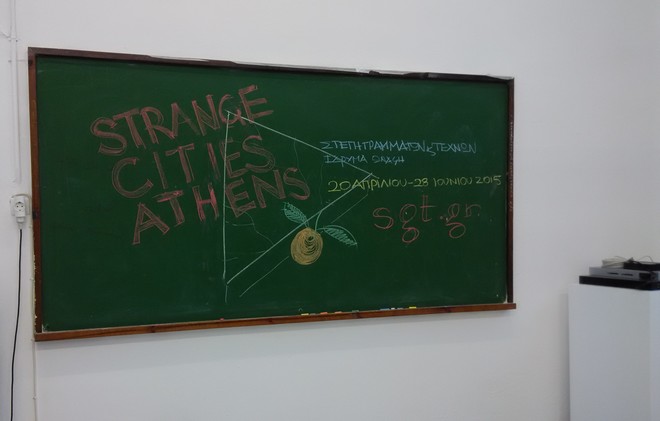 STRANGE
CITIES
ATHENS
ΣΤΕΓΗ ΓΡΑΜΜΑΤΩΝ & ΤΕΧΝΩΝ
ΙΔΡΥΜΑ ΩΝΑΣΗ
20 ΑΠΡΙΛΙΟΥ-28 ΙΟΥΝΙΟΥ 2015
sgt.gr